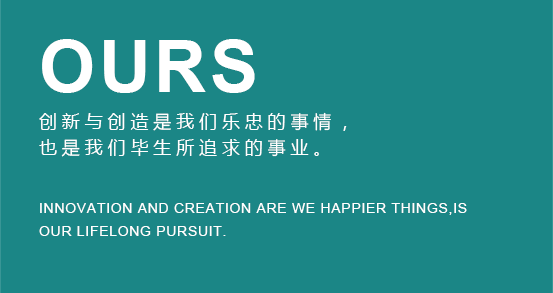 OURS
创新与创造是我们乐忠的事情，
也是我们毕生所追求的事业。
INNOVATION AND CREATION ARE WE HAPPIER THINGS,IS
OUR LIFELONG PURSUIT.